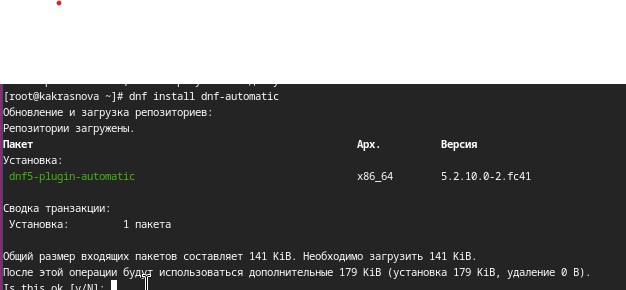 [root@kakrasnova ~]# dnf install dnf-automatic
Обновление и загрузка репозиториев:
Репозитории загружены.
Пакет Арх. Версия
Установка:
dnf5-plugin-automatic x86_64 5.2.10.0-2.fc41
Сводка транзакции:
Установка: 1 пакета
Общий размер входящих пакетов составляет 141 KiB. Необходимо загрузить 141 KiB.
После этой операции будут использоваться дополнительные 179 KiB (установка 179 KiB, удаление 0 B).
Is this ok [y/N]: